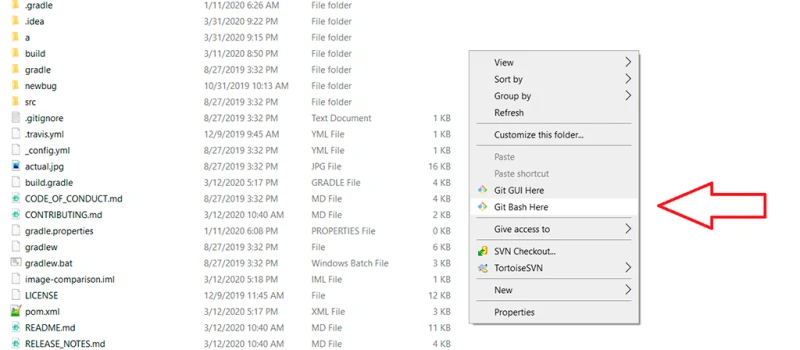 .gradle 1/11/2020 6:26 AM File folder
.idea 3/31/2020 9:22 PM File folder
a 3/31/2020 9:15 PM File folder
build 3/11/2020 8:50 PM File folder
gradle 8/27/2019 3:32 PM File folder
newbug 10/31/2019 10:13 AM File folder
src 8/27/2019 3:32 PM File folder
.gitignore 8/27/2019 3:32 PM Text Document 1 KB
.travis.yml 12/9/2019 9:45 AM YML File 1 KB
_config.yml 8/27/2019 3:32 PM YML File 1 KB
actual.jpg 8/27/2019 3:32 PM JPG File 16 KB
build.gradle 3/12/2020 5:17 PM GRADLE File 4 KB
CODE_OF_CONDUCT.md 8/27/2019 3:32 PM MD File 4 KB
CONTRIBUTING.md 3/12/2020 10:40 AM MD File 2 KB
gradle.properties 1/11/2020 6:08 PM PROPERTIES File 1 KB
gradlew 8/27/2019 3:32 PM File 6 KB
gradlew.bat 8/27/2019 3:32 PM Windows Batch File 3 KB
image-comparison.iml 3/12/2020 5:18 PM IML File 1 KB
LICENSE 12/9/2019 11:45 AM File 12 KB
pom.xml 3/12/2020 5:17 PM XML File 3 KB
README.md 3/12/2020 10:40 AM MD File 11 KB
RELEASE_NOTES.md 3/12/2020 10:40 AM MD File 4 KB
View
Sort by
Group by
Refresh
Customize this folder...
Paste
Paste shortcut
Git GUI Here
Git Bash Here
Give access to
SVN Checkout...
TortoiseSVN
New
Properties